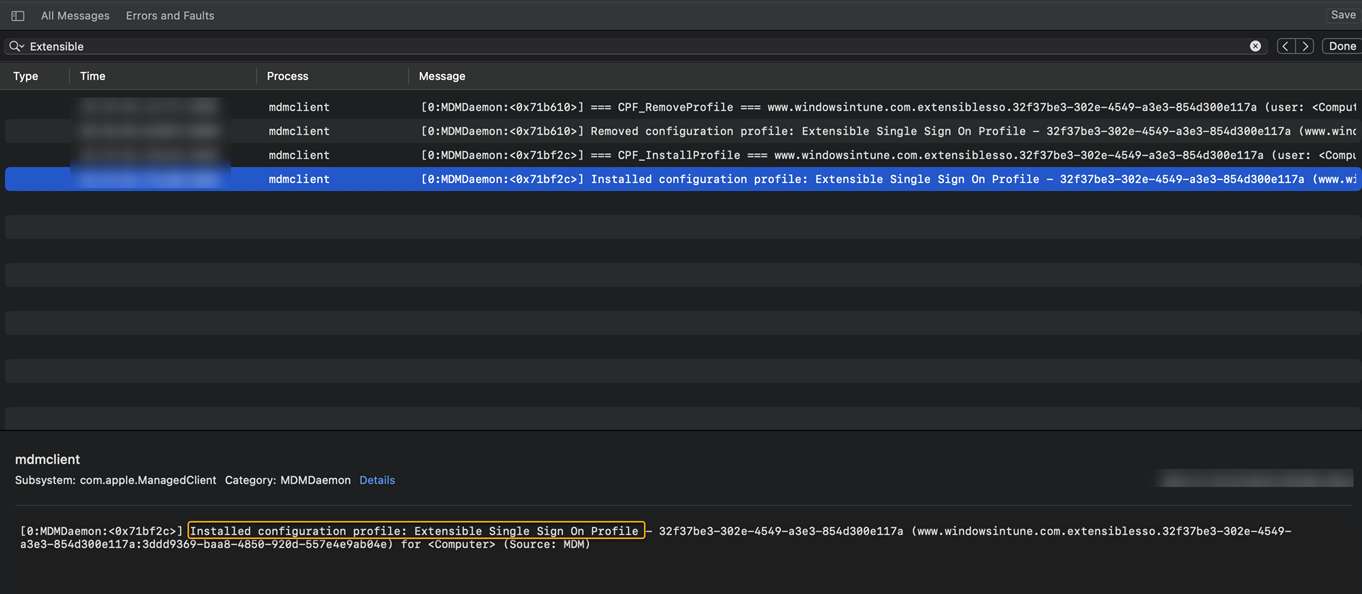 All Messages Errors and Faults Save
Extensible Done
Type Time Process Message
mdmclient [0:MDMDaemon:<0x71b610>] === CPF_RemoveProfile === www.windowsintune.com.extensiblesso.32f37be3-302e-4549-a3e3-854d300e117a (user: <Comput
mdmclient [0:MDMDaemon:<0x71b610>] Removed configuration profile: Extensible Single Sign On Profile – 32f37be3-302e-4549-a3e3-854d300e117a (www.wind
mdmclient [0:MDMDaemon:<0x71bf2c>] === CPF_InstallProfile === www.windowsintune.com.extensiblesso.32f37be3-302e-4549-a3e3-854d300e117a (user: <Compu
mdmclient [0:MDMDaemon:<0x71bf2c>] Installed configuration profile: Extensible Single Sign On Profile – 32f37be3-302e-4549-a3e3-854d300e117a (www.wi
mdmclient
Subsystem: com.apple.ManagedClient Category: MDMDaemon Details
[0:MDMDaemon:<0x71bf2c>] Installed configuration profile: Extensible Single Sign On Profile – 32f37be3-302e-4549-a3e3-854d300e117a (www.windowsintune.com.extensiblesso.32f37be3-302e-4549-
a3e3-854d300e117a:3ddd9369-baa8-4850-920d-557e4e9ab04e) for <Computer> (Source: MDM)